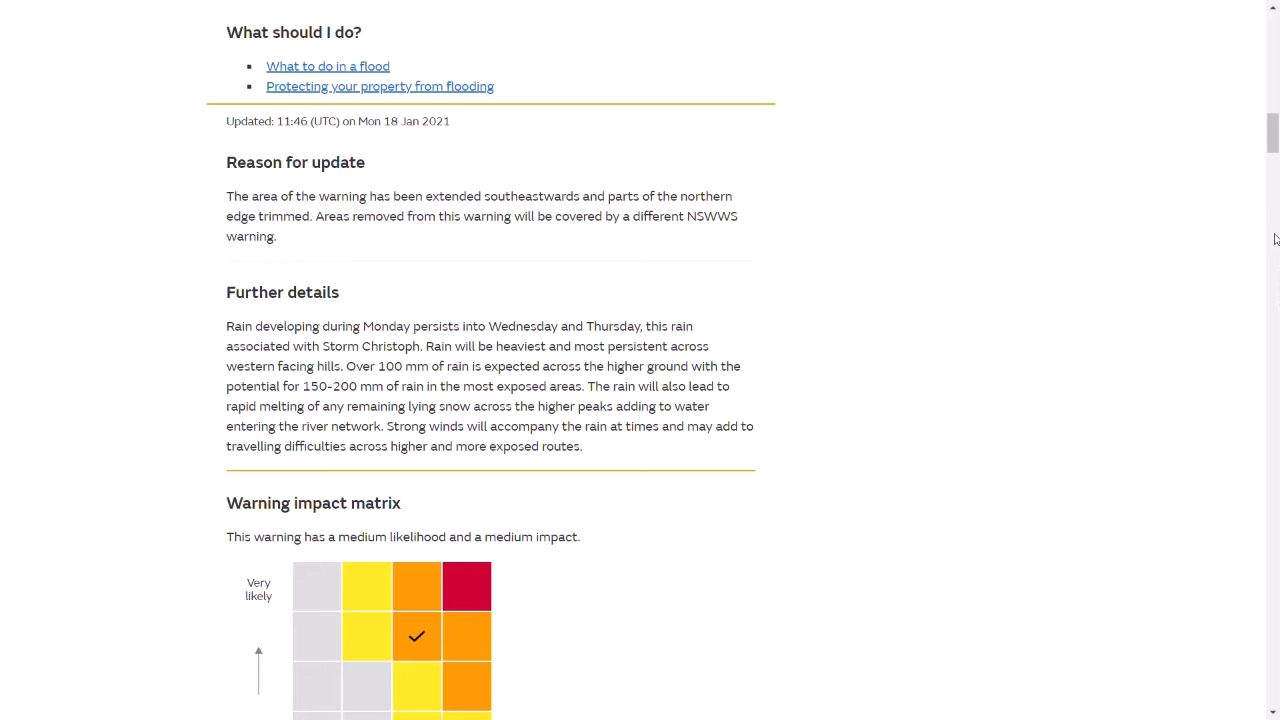 What should I do?
What to do in a flood
Protecting your property from flooding
Updated: 11:46 (UTC) on Mon 18 Jan 2021
Reason for update
The area of the warning has been extended southeastwards and parts of the northern
edge trimmed. Areas removed from this warning will be covered by a different NSWWS
warning.
Further details
Rain developing during Monday persists into Wednesday and Thursday, this rain
associated with Storm Christoph. Rain will be heaviest and most persistent across
western facing hills. Over 100 mm of rain is expected across the higher ground with the
potential for 150-200 mm of rain in the most exposed areas. The rain will also lead to
rapid melting of any remaining lying snow across the higher peaks adding to water
entering the river network. Strong winds will accompany the rain at times and may add to
travelling difficulties across higher and more exposed routes.
Warning impact matrix
This warning has a medium likelihood and a medium impact.
Very
likely